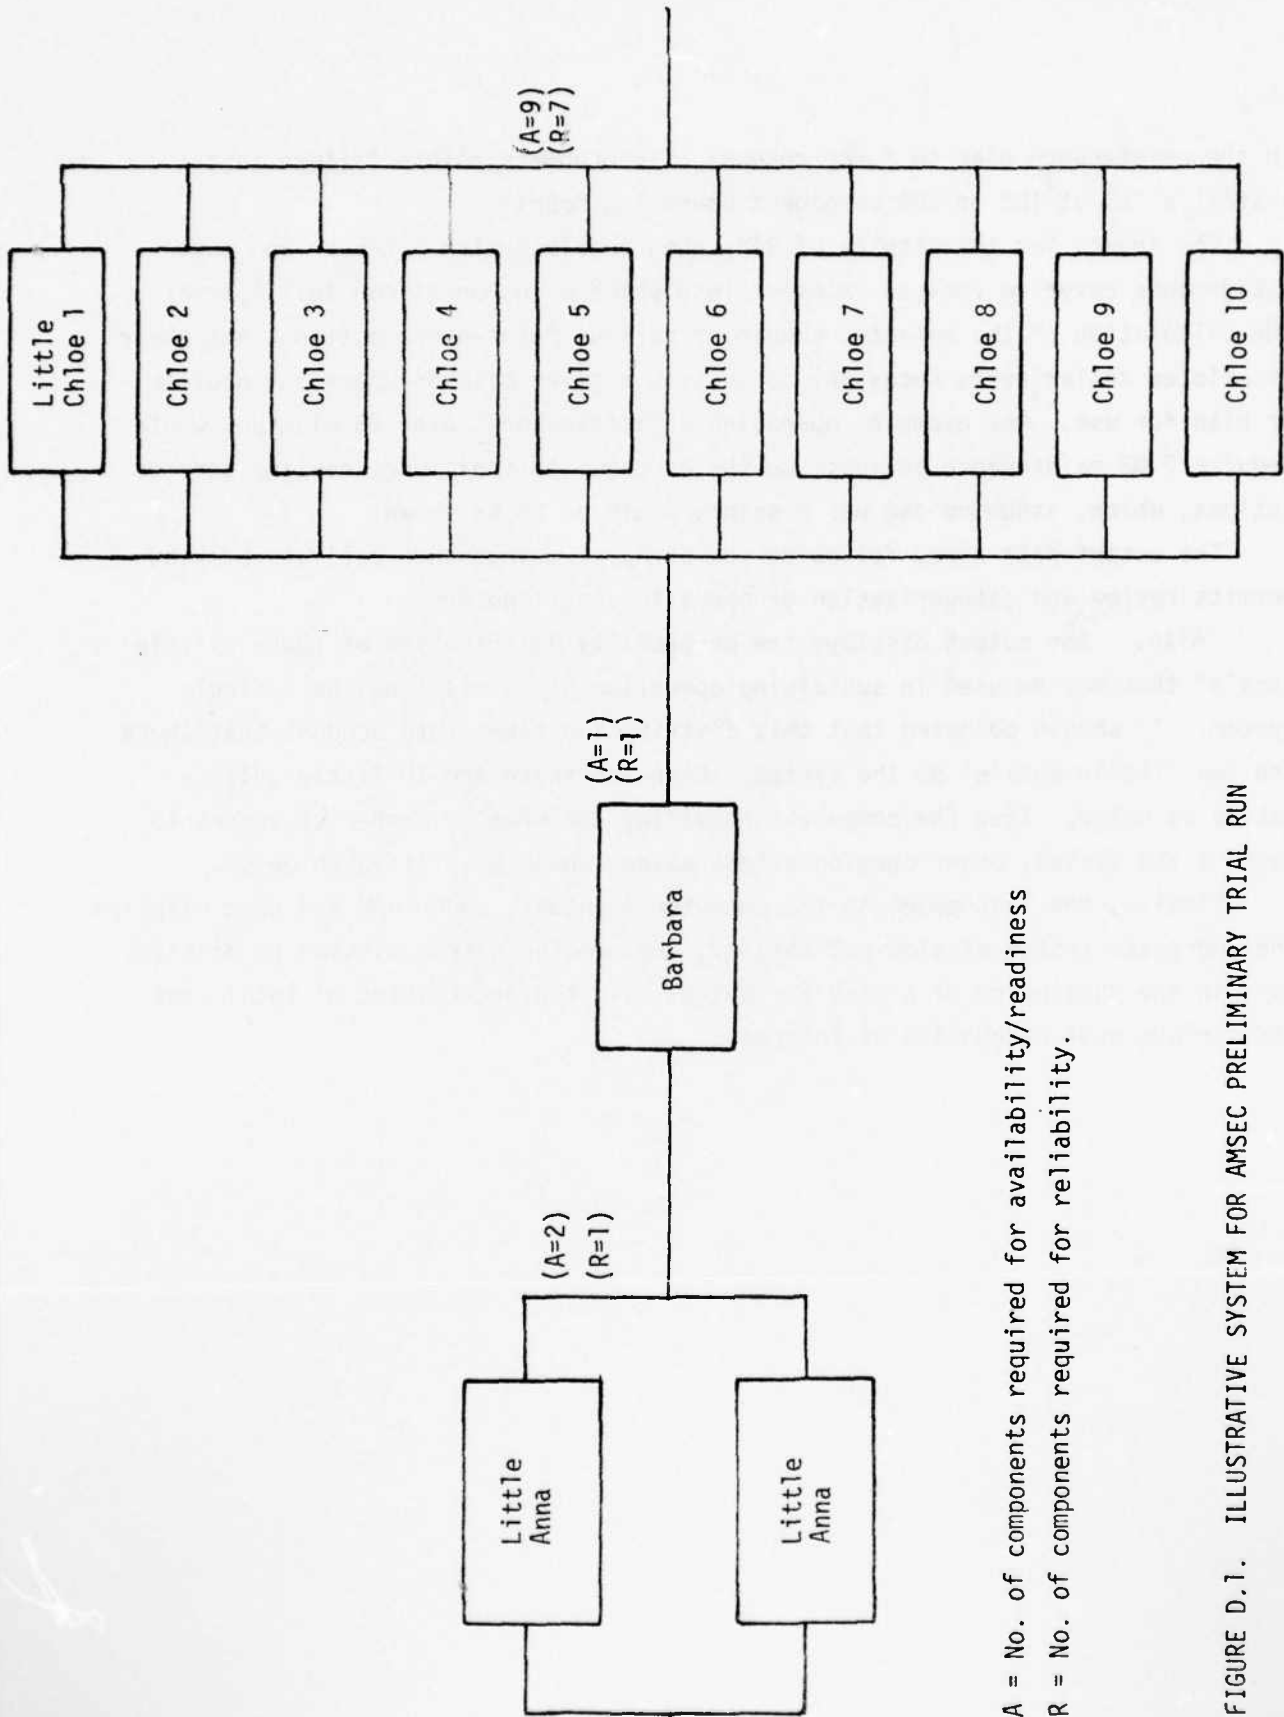 Little
Anna
Little
Anna
(A=2)
(R=1)
Barbara
(A=1)
(R=1)
Little
Chloe 1
Chloe 2
Chloe 3
Chloe 4
Chloe 5
Chloe 6
Chloe 7
Chloe 8
Chloe 9
Chloe 10
(A=9)
(R=7)
A = No. of components required for availability/readiness
R = No. of components required for reliability.
FIGURE D.1. ILLUSTRATIVE SYSTEM FOR AMSEC PRELIMINARY TRIAL RUN